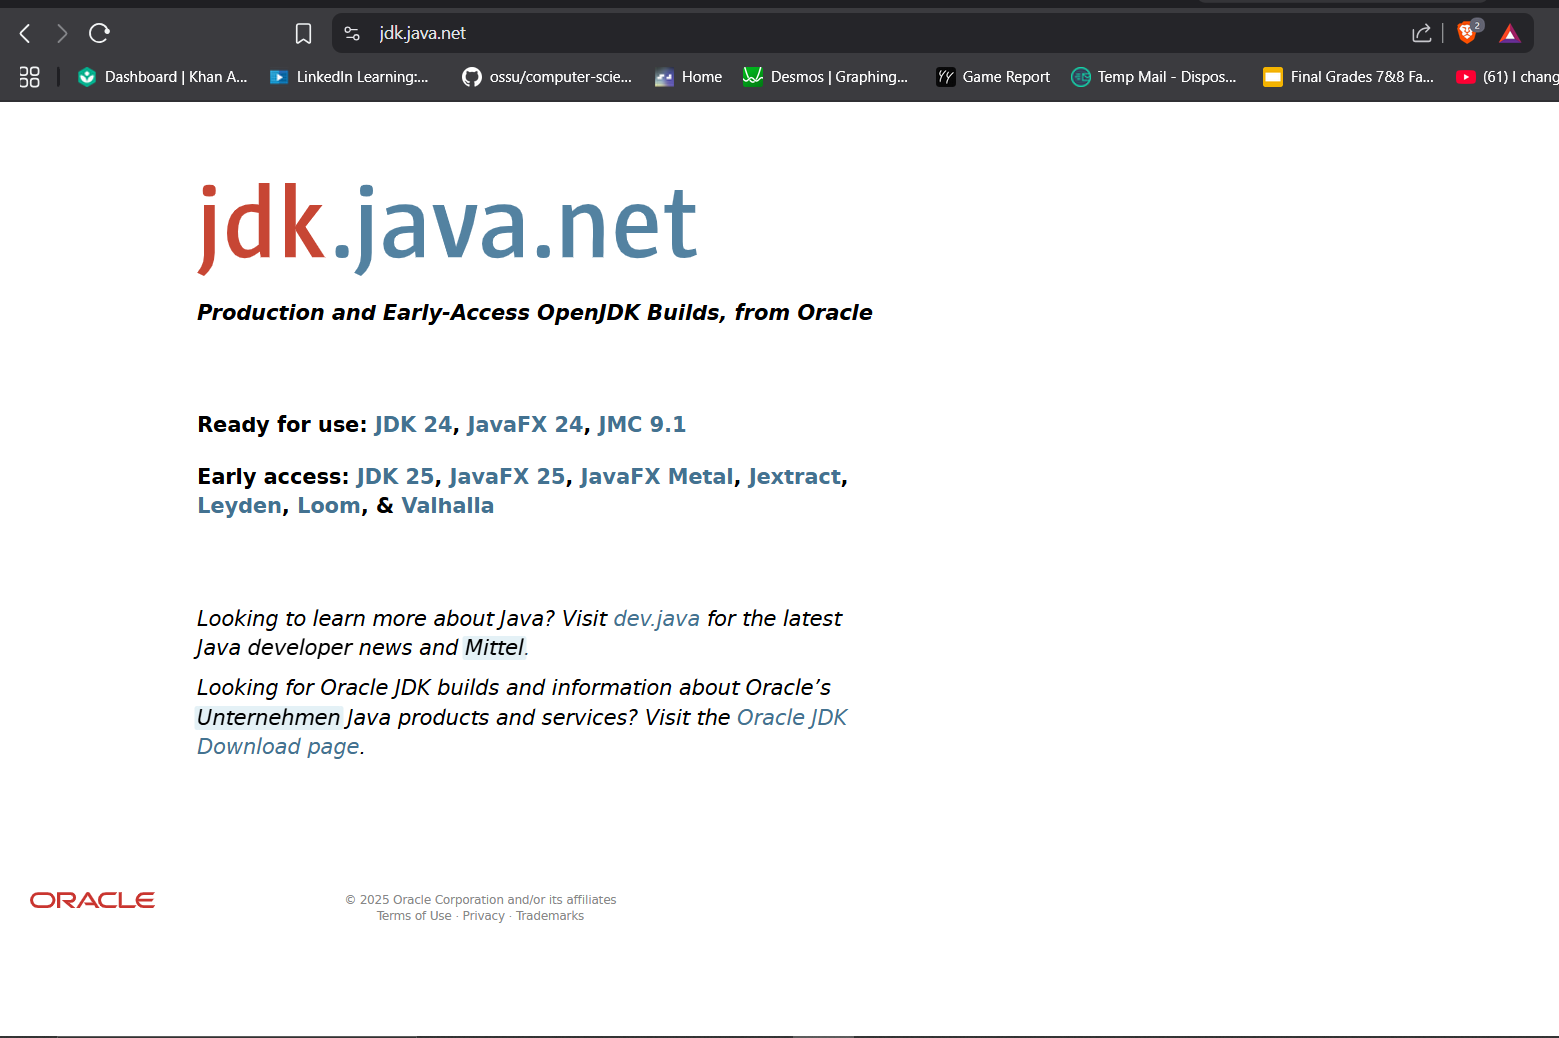 jdk.java.net
Dashboard | Khan A...
LinkedIn Learning:...
ossu/computer-scie...
Home
Desmos | Graphing...
Game Report
Temp Mail - Dispos...
Final Grades 7&8 Fa...
(61) I chang
jdk.java.net
Production and Early-Access OpenJDK Builds, from Oracle
Ready for use: JDK 24, JavaFX 24, JMC 9.1
Early access: JDK 25, JavaFX 25, JavaFX Metal, Jextract,
Leyden, Loom, & Valhalla
Looking to learn more about Java? Visit dev.java for the latest
Java developer news and Mittel.
Looking for Oracle JDK builds and information about Oracle’s
Unternehmen Java products and services? Visit the Oracle JDK
Download page.
ORACLE
© 2025 Oracle Corporation and/or its affiliates
Terms of Use · Privacy · Trademarks